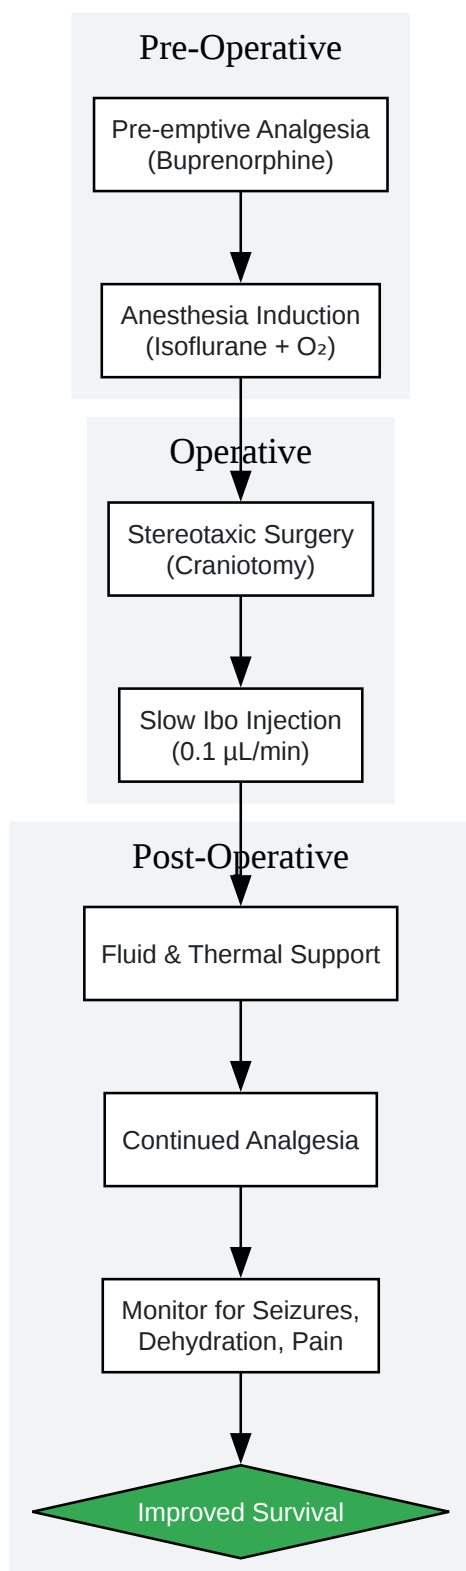 Pre-Operative
Pre-emptive Analgesia
(Buprenorphine)
Anesthesia Induction
(Isoflurane + O₂)
Operative
Stereotaxic Surgery
(Craniotomy)
Slow Ibo Injection
(0.1 µL/min)
Post-Operative
Fluid & Thermal Support
Continued Analgesia
Monitor for Seizures,
Dehydration, Pain
Improved Survival